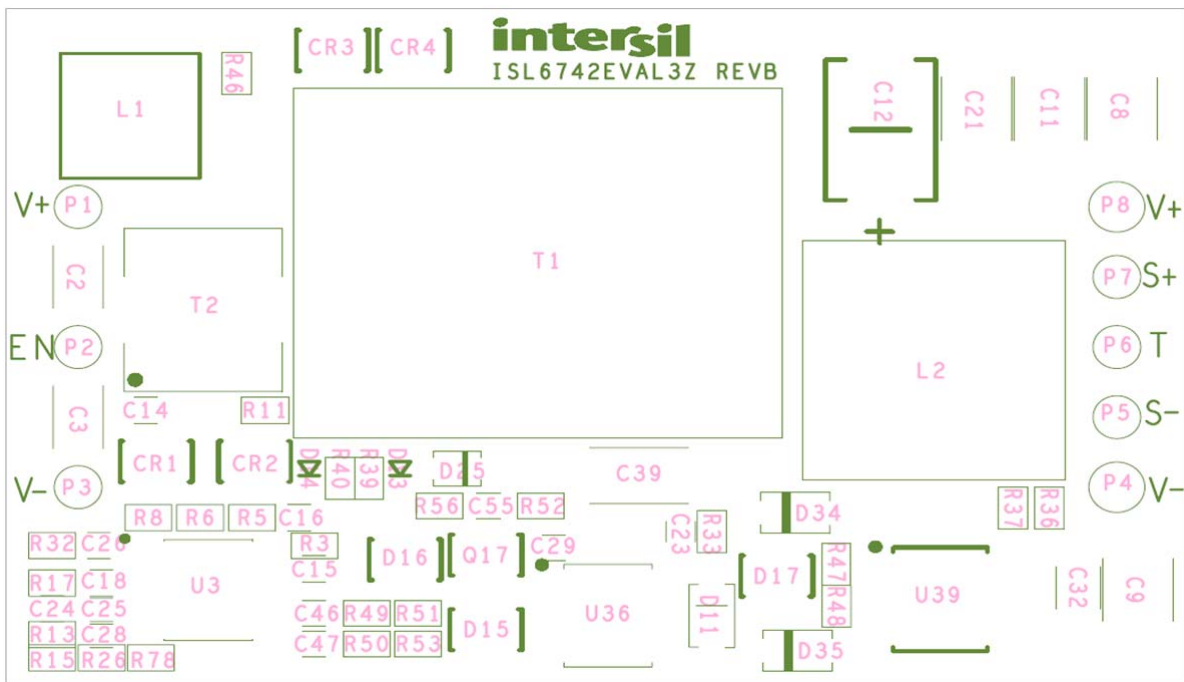 intersil
ISL6742EVAL3Z REVB
CR3 CR4
R46
L1
C12
C21
C11
C8
V+ P1
P8 V+
T1
C2
T2
P7 S+
EN P2
P6 T
L2
C3
C14
R11
P5 S-
CR1
CR2
R40
R39
D25
C39
V- P3
P4 V-
R56
C55
R52
D34
R37
R36
R8
R6
R5
C16
R32
C26
R3
D16
Q17
C29
C23
R33
R17
C18
U3
C15
D17
R47
U39
C32
C9
C24
C25
C46
R49
R51
U36
D11
R48
R13
C28
C47
R50
R53
D15
D35
R15
R26
R78